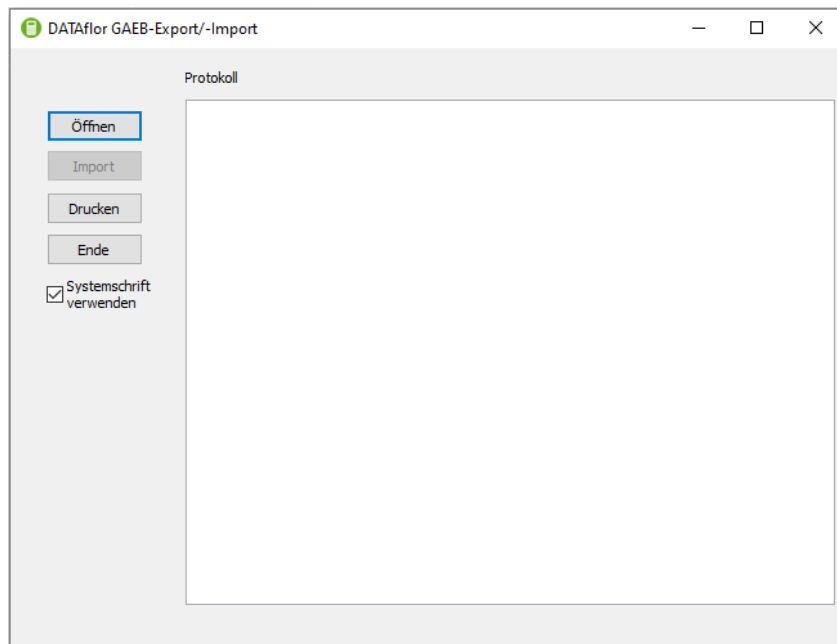 DATAflor GAEB-Export/-Import
Protokoll
Öffnen
Import
Drucken
Ende
Systemschrift
verwenden